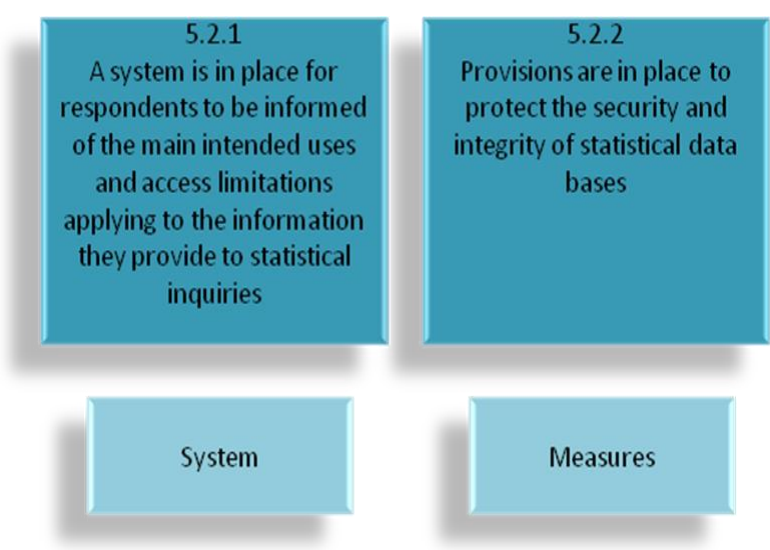 5.2.1
A system is in place for
respondents to be informed
of the main intended uses
and access limitations
applying to the information
they provide to statistical
inquiries
5.2.2
Provisions are in place to
protect the security and
integrity of statistical data
bases
System
Measures